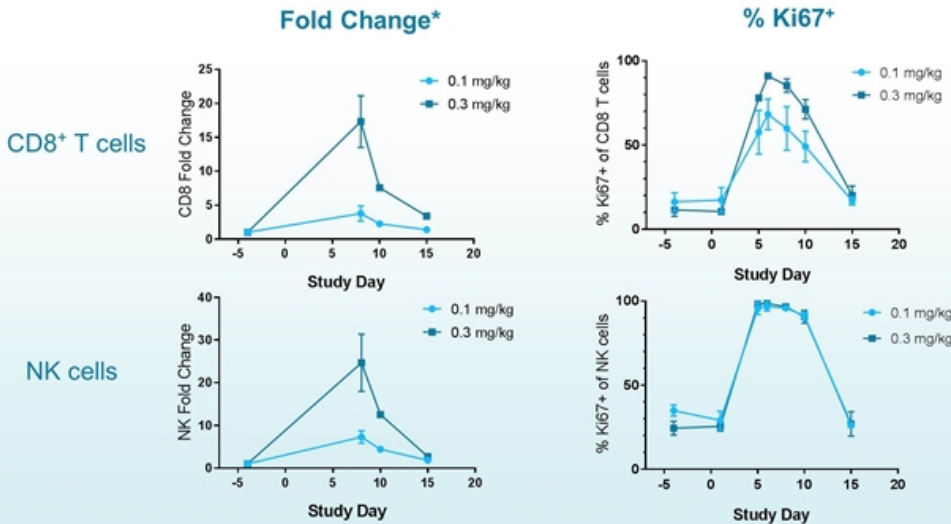 Fold Change*
% Ki67+
CD8+ T cells
CD8 Fold Change
25
20
15
10
5
0
-5 0 5 10 15 20
Study Day
0.1 mg/kg
0.3 mg/kg
% Ki67+ of CD8 T cells
100
50
0
-5 0 5 10 15 20
Study Day
0.1 mg/kg
0.3 mg/kg
NK cells
NK Fold Change
40
30
20
10
0
-5 0 5 10 15 20
Study Day
0.1 mg/kg
0.3 mg/kg
% Ki67+ of NK cells
100
50
0
-5 0 5 10 15 20
Study Day
0.1 mg/kg
0.3 mg/kg